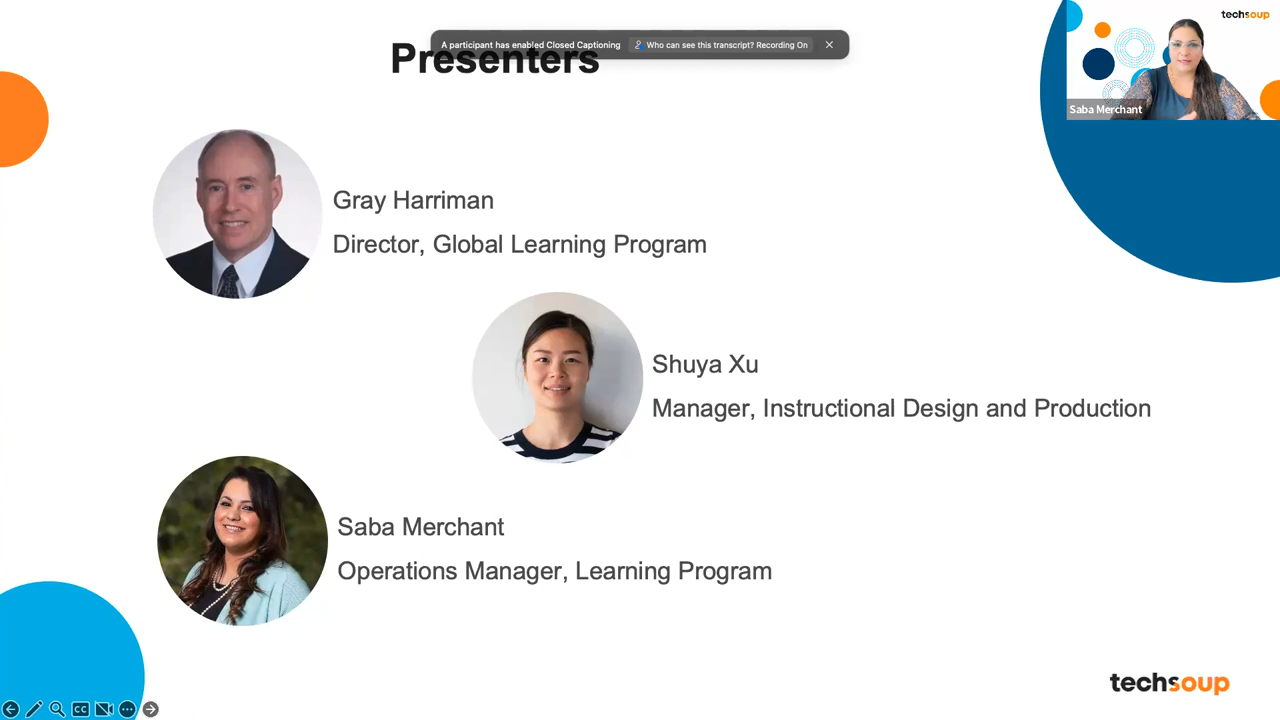 techsoup
A participant has enabled Closed Captioning
Who can see this transcript? Recording On
Presenters
Saba Merchant
Gray Harriman
Director, Global Learning Program
Shuya Xu
Manager, Instructional Design and Production
Saba Merchant
Operations Manager, Learning Program
techsoup
CC